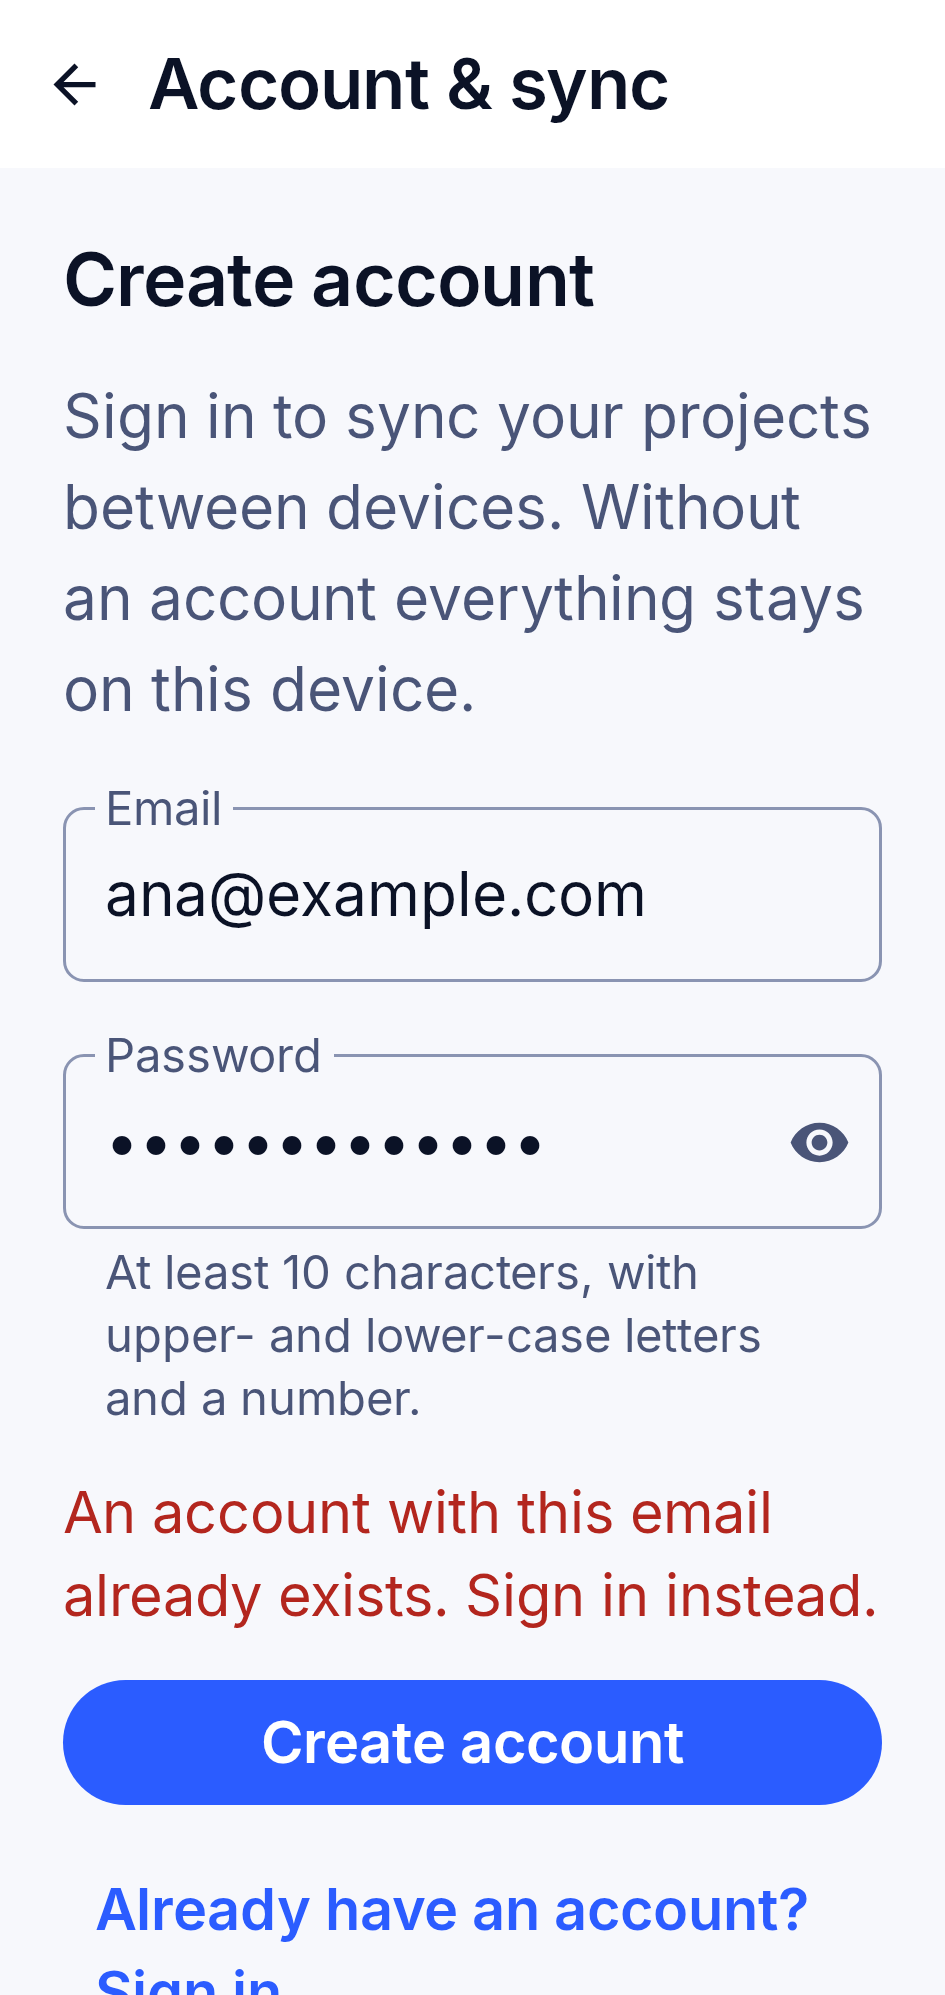 Account & sync
Create account
Sign in to sync your projects
between devices. Without
an account everything stays
on this device.
Email
ana@example.com
Password
•••••••••••••
At least 10 characters, with
upper- and lower-case letters
and a number.
An account with this email
already exists. Sign in instead.
Create account
Already have an account?
Sign in